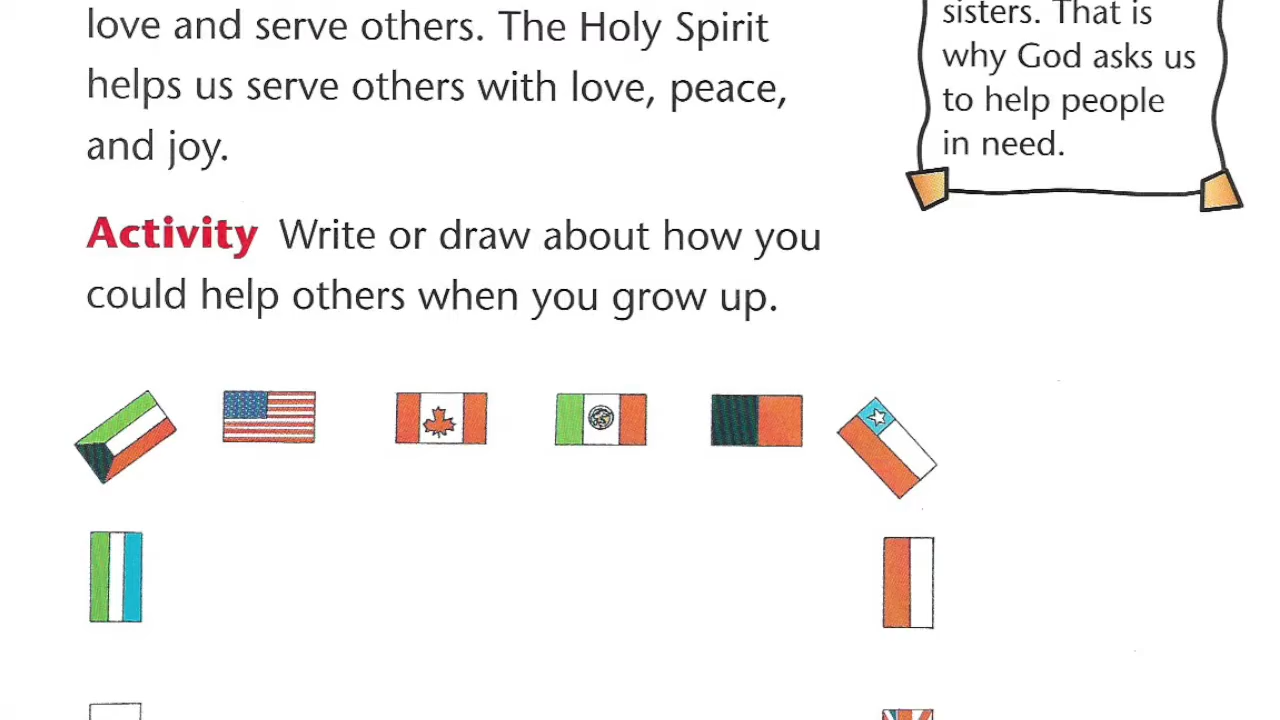 love and serve others. The Holy Spirit
helps us serve others with love, peace,
and joy.
Activity Write or draw about how you
could help others when you grow up.
sisters. That is
why God asks us
to help people
in need.